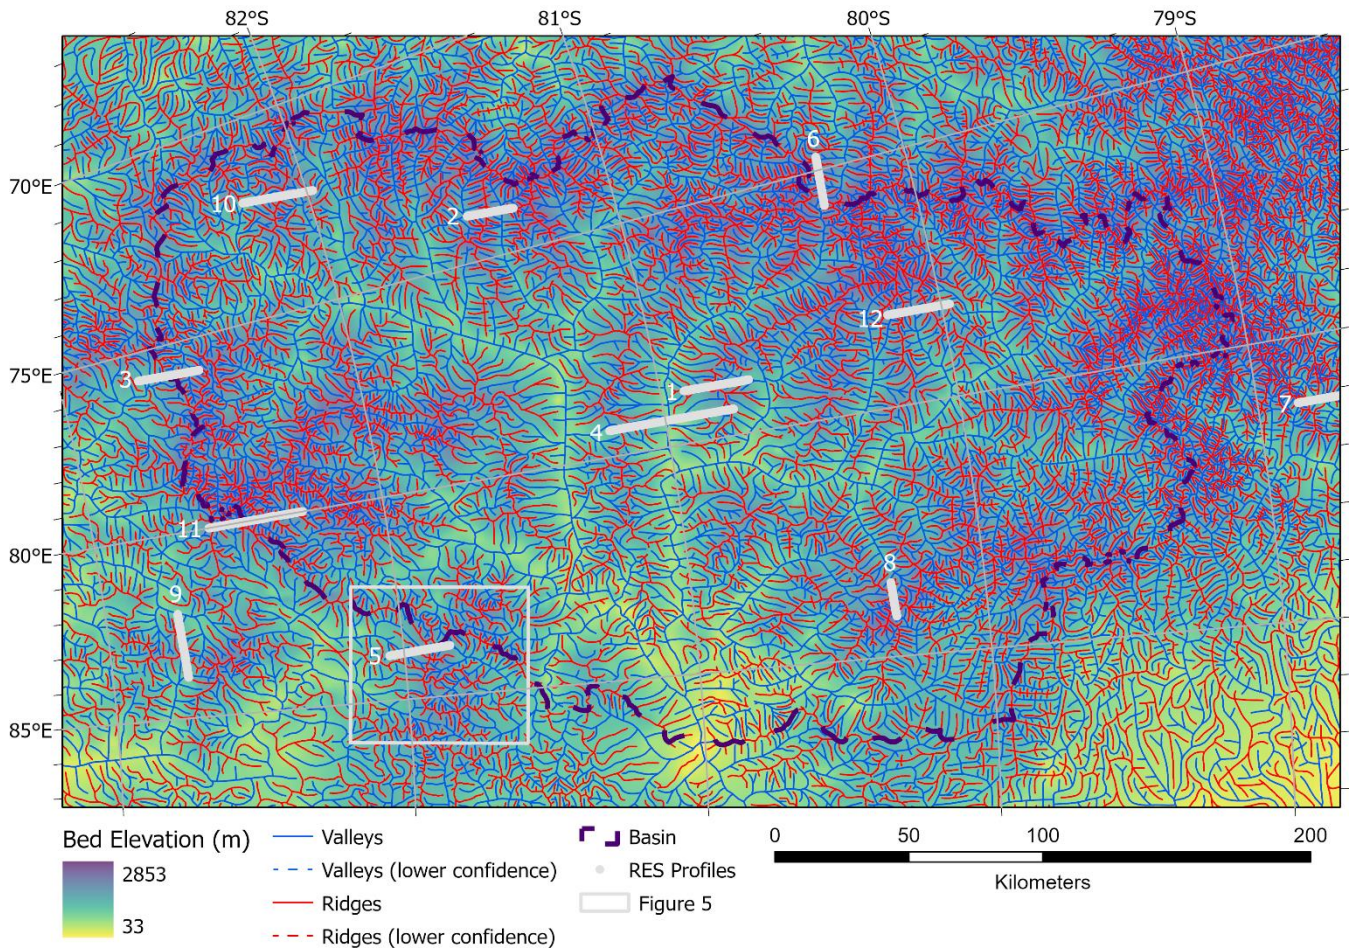 82°S 81°S 80°S 79°S
6
70°E
10
2
12
75°E
3
1
7
4
11
80°E
8
9
5
85°E
Bed Elevation (m)
2853
33
Valleys
Valleys (lower confidence)
Ridges
Ridges (lower confidence)
Basin
RES Profiles
Figure 5
0 50 100 200
Kilometers